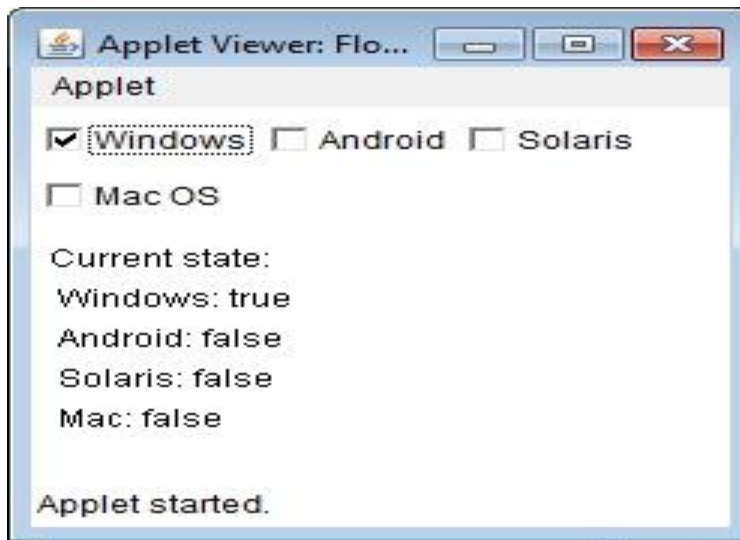 Applet Viewer: Flo...
Applet
Windows Android Solaris
Mac OS
Current state:
Windows: true
Android: false
Solaris: false
Mac: false
Applet started.